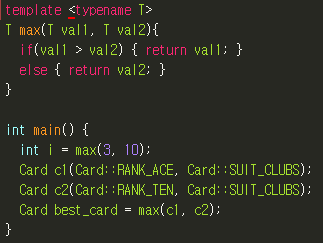 template <typename T>
T max(T val1, T val2){
  if(val1 > val2) { return val1; }
  else { return val2; }
}
int main() {
  int i = max(3, 10);
  Card c1(Card::RANK_ACE, Card::SUIT_CLUBS);
  Card c2(Card::RANK_TEN, Card::SUIT_CLUBS);
  Card best_card = max(c1, c2);
}